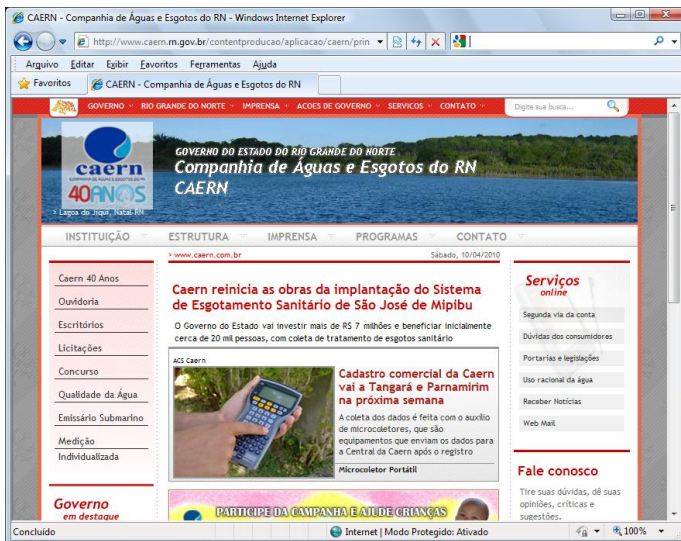 CAERN - Companhia de Águas e Esgotos do RN - Windows Internet Explorer
http://www.caern.rn.gov.br/contentproducao/aplicacao/caern/prin
Arquivo Editar Exibir Favoritos Ferramentas Ajuda
Favoritos CAERN - Companhia de Águas e Esgotos do RN
GOVERNO RIO GRANDE DO NORTE IMPRENSA ACOES DE GOVERNO SERVICOS CONTATO Digite sua busca...
GOVERNO DO ESTADO DO RIO GRANDE DO NORTE
Companhia de Águas e Esgotos do RN
CAERN
caern
40ANOS
> Lagoa do Jiqui, Natal-RN
INSTITUIÇÃO ESTRUTURA IMPRENSA PROGRAMAS CONTATO
> www.caern.com.br Sábado, 10/04/2010
Caern 40 Anos
Ouvidoria
Escritórios
Licitações
Concurso
Qualidade da Água
Emissário Submarino
Medição
Individualizada
Governo
em destaque
Caern reinicia as obras da implantação do Sistema
de Esgotamento Sanitário de São José de Mipibu
O Governo do Estado vai investir mais de R$ 7 milhões e beneficiar inicialmente
cerca de 20 mil pessoas, com coleta de tratamento de esgotos sanitário
ACS Caern
Cadastro comercial da Caern
vai a Tangará e Parnamirim
na próxima semana
A coleta dos dados é feita com o auxílio
de microcoletores, que são
equipamentos que enviam os dados para
a Central da Caern após o registro
Microcoletor Portátil
PARTICIPE DA CAMPANHA E AJUDE CRIANÇAS
Serviços
online
Segunda via da conta
Dúvidas dos consumidores
Portarias e legislações
Uso racional da água
Receber Notícias
Web Mail
Fale conosco
Tire suas dúvidas, dê suas
opiniões, críticas e
sugestões.
Concluído Internet | Modo Protegido: Ativado 100%